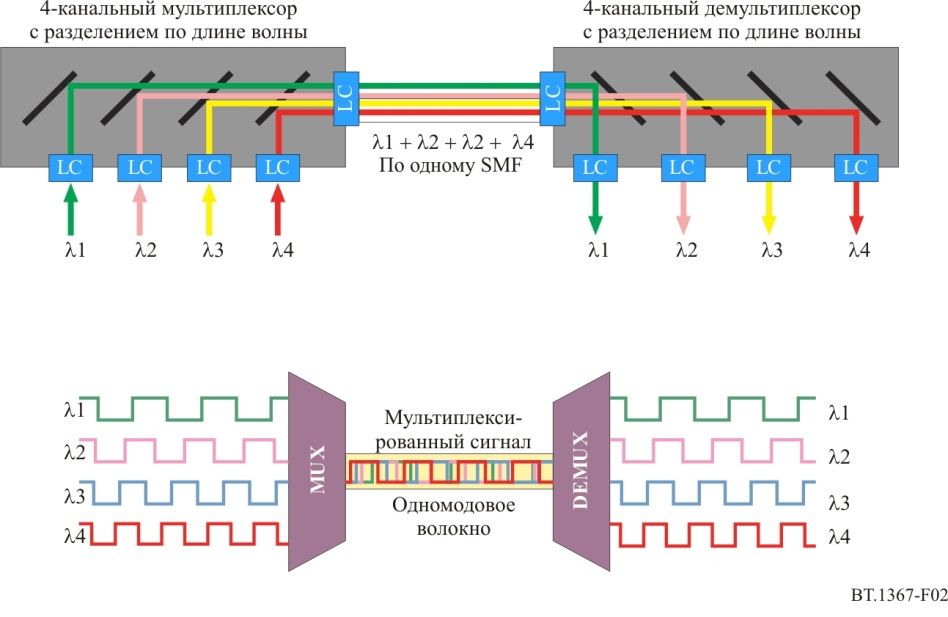 4-канальный мультиплексор
с разделением по длине волны
4-канальный демультиплексор
с разделением по длине волны
LC
LC
λ1 + λ2 + λ2 + λ4
По одному SMF
LC
LC
LC
LC
LC
LC
LC
LC
λ1
λ2
λ3
λ4
λ1
λ2
λ3
λ4
λ1
λ2
λ3
λ4
MUX
Мультиплекси-
рованный сигнал
Одномодовое
волокно
DEMUX
λ1
λ2
λ3
λ4
BT.1367-F02